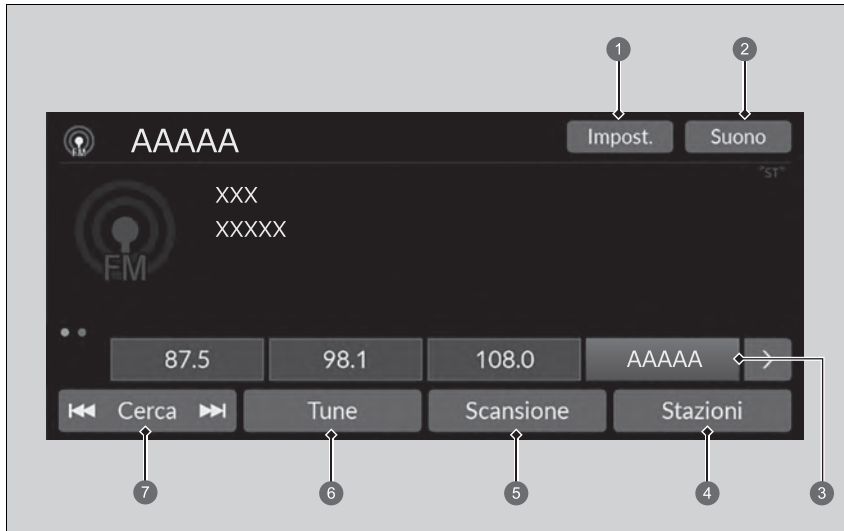 1 2
AAAAA Impost. Suono
FM
"ST"
XXX
XXXXX
FM
87.5 98.1 108.0 AAAAA >
Cerca Tune Scansione Stazioni
7 6 5 4 3